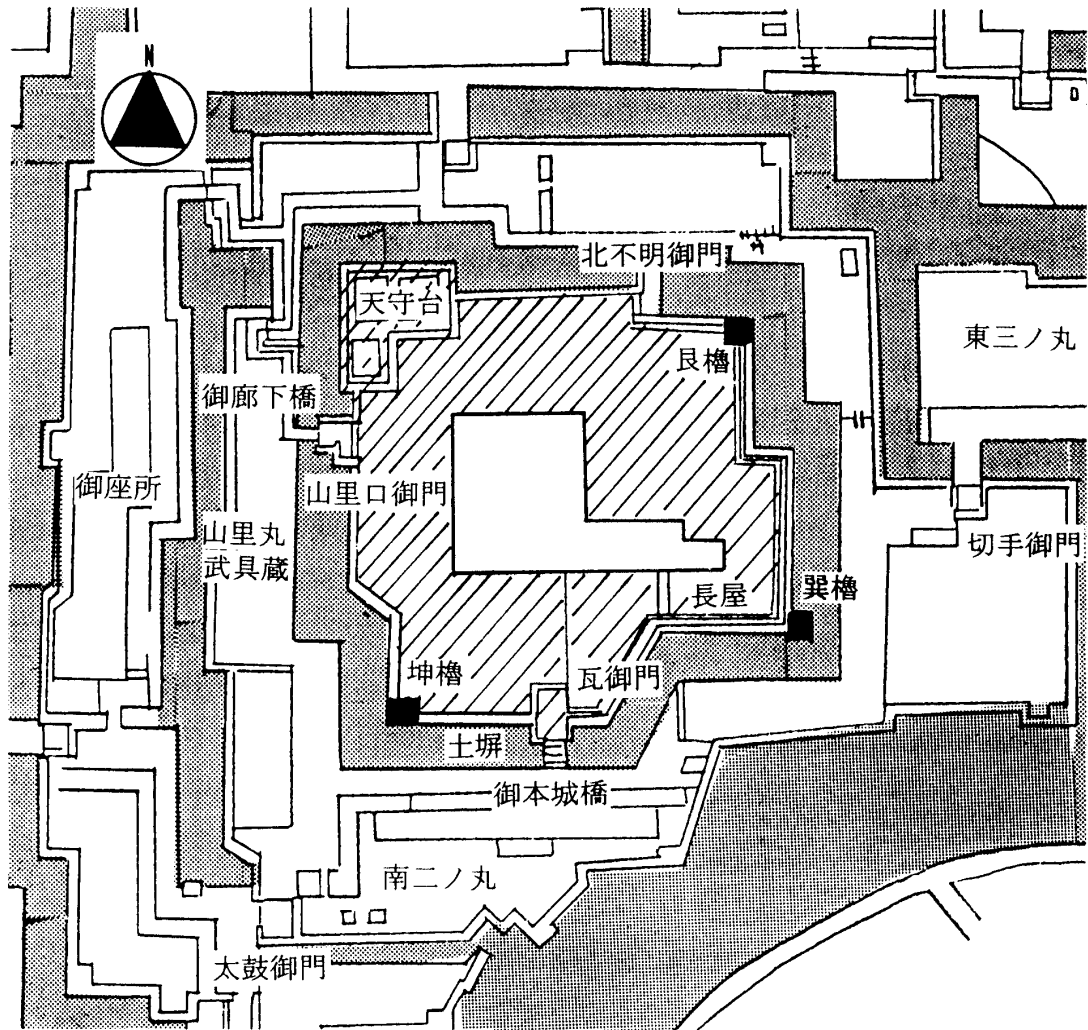 N
北不明御門
天守台
東三ノ丸
艮櫓
御廊下橋
御座所
山里口御門
山里丸
武具蔵
切手御門
長屋
巽櫓
坤櫓
瓦御門
土塀
御本城橋
南二ノ丸
太鼓御門